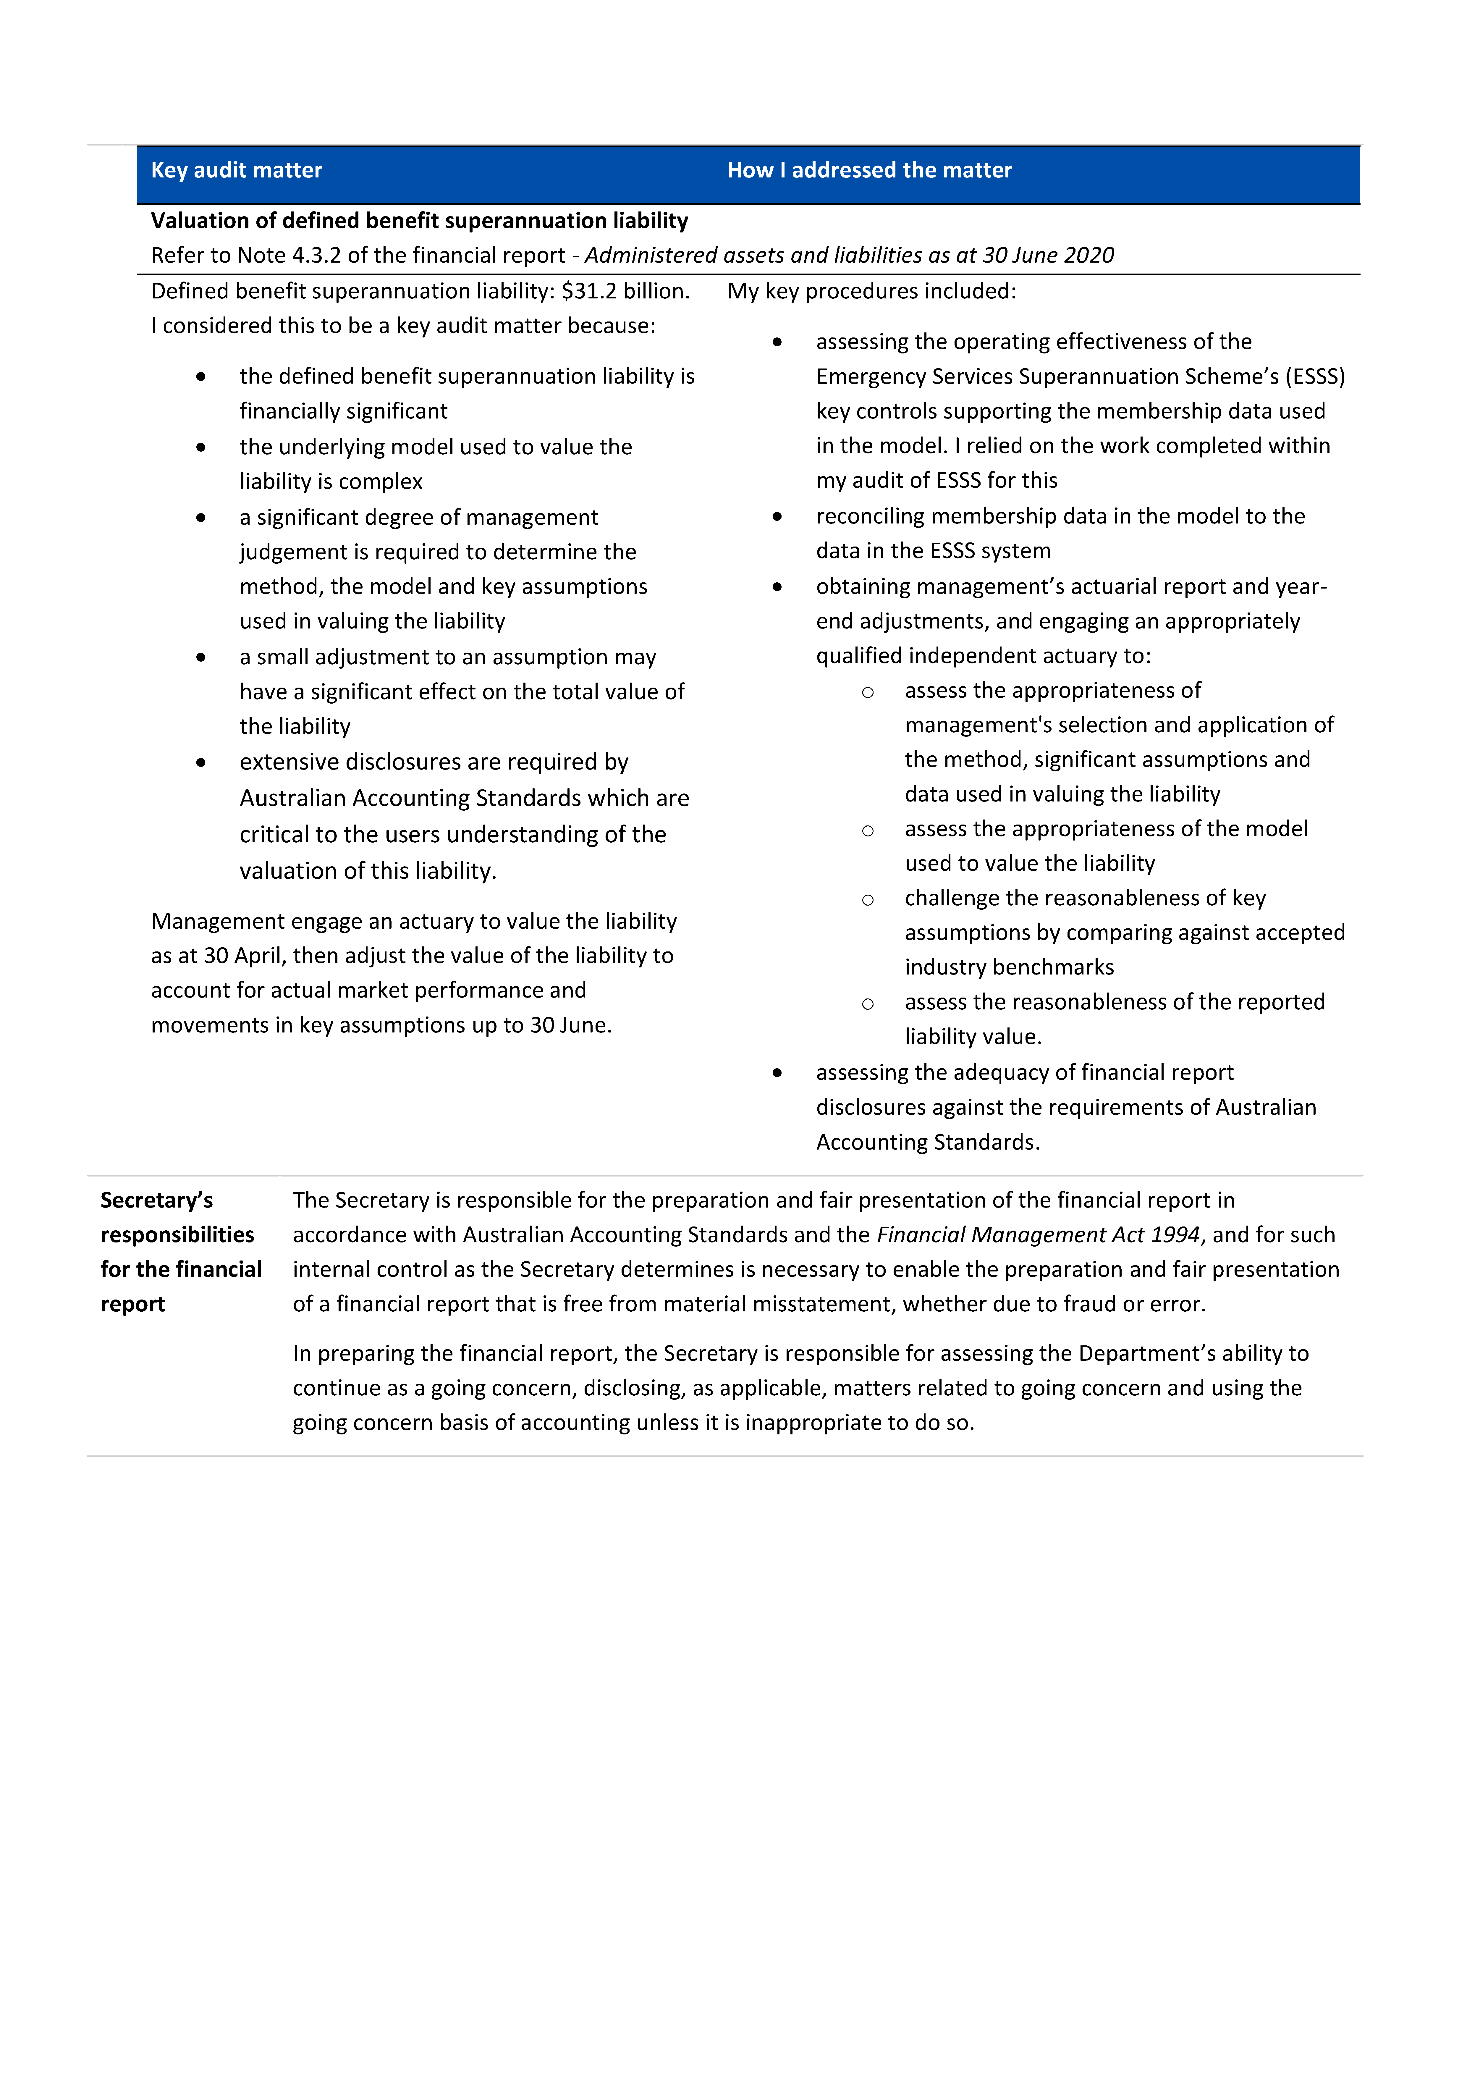 Key audit matter
How I addressed the matter
Valuation of defined benefit superannuation liability
Refer to Note 4.3.2 of the financial report - Administered assets and liabilities as at 30 June 2020
Defined benefit superannuation liability: $31.2 billion.
I considered this to be a key audit matter because:
• the defined benefit superannuation liability is
financially significant
• the underlying model used to value the
liability is complex
• a significant degree of management
judgement is required to determine the
method, the model and key assumptions
used in valuing the liability
• a small adjustment to an assumption may
have a significant effect on the total value of
the liability
• extensive disclosures are required by
Australian Accounting Standards which are
critical to the users understanding of the
valuation of this liability.
Management engage an actuary to value the liability
as at 30 April, then adjust the value of the liability to
account for actual market performance and
movements in key assumptions up to 30 June.
My key procedures included:
• assessing the operating effectiveness of the
Emergency Services Superannuation Scheme’s (ESSS)
key controls supporting the membership data used
in the model. I relied on the work completed within
my audit of ESSS for this
• reconciling membership data in the model to the
data in the ESSS system
• obtaining management’s actuarial report and year-
end adjustments, and engaging an appropriately
qualified independent actuary to:
o assess the appropriateness of
management's selection and application of
the method, significant assumptions and
data used in valuing the liability
o assess the appropriateness of the model
used to value the liability
o challenge the reasonableness of key
assumptions by comparing against accepted
industry benchmarks
o assess the reasonableness of the reported
liability value.
• assessing the adequacy of financial report
disclosures against the requirements of Australian
Accounting Standards.
Secretary’s
responsibilities
for the financial
report
The Secretary is responsible for the preparation and fair presentation of the financial report in
accordance with Australian Accounting Standards and the Financial Management Act 1994, and for such
internal control as the Secretary determines is necessary to enable the preparation and fair presentation
of a financial report that is free from material misstatement, whether due to fraud or error.
In preparing the financial report, the Secretary is responsible for assessing the Department’s ability to
continue as a going concern, disclosing, as applicable, matters related to going concern and using the
going concern basis of accounting unless it is inappropriate to do so.